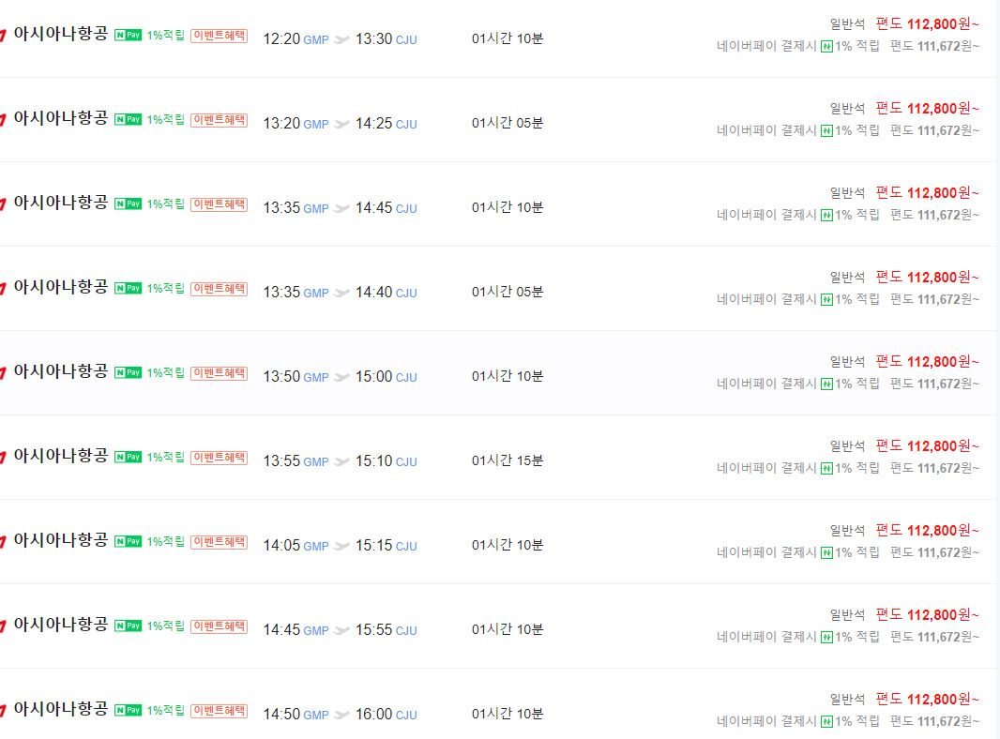 아시아나항공 N Pay 1%적립 이벤트혜택 12:20 GMP 13:30 CJU 01시간 10분 일반석 편도 112,800원~
네이버페이 결제시 N 1% 적립 편도 111,672원~
아시아나항공 N Pay 1%적립 이벤트혜택 13:20 GMP 14:25 CJU 01시간 05분 일반석 편도 112,800원~
네이버페이 결제시 N 1% 적립 편도 111,672원~
아시아나항공 N Pay 1%적립 이벤트혜택 13:35 GMP 14:45 CJU 01시간 10분 일반석 편도 112,800원~
네이버페이 결제시 N 1% 적립 편도 111,672원~
아시아나항공 N Pay 1%적립 이벤트혜택 13:35 GMP 14:40 CJU 01시간 05분 일반석 편도 112,800원~
네이버페이 결제시 N 1% 적립 편도 111,672원~
아시아나항공 N Pay 1%적립 이벤트혜택 13:50 GMP 15:00 CJU 01시간 10분 일반석 편도 112,800원~
네이버페이 결제시 N 1% 적립 편도 111,672원~
아시아나항공 N Pay 1%적립 이벤트혜택 13:55 GMP 15:10 CJU 01시간 15분 일반석 편도 112,800원~
네이버페이 결제시 N 1% 적립 편도 111,672원~
아시아나항공 N Pay 1%적립 이벤트혜택 14:05 GMP 15:15 CJU 01시간 10분 일반석 편도 112,800원~
네이버페이 결제시 N 1% 적립 편도 111,672원~
아시아나항공 N Pay 1%적립 이벤트혜택 14:45 GMP 15:55 CJU 01시간 10분 일반석 편도 112,800원~
네이버페이 결제시 N 1% 적립 편도 111,672원~
아시아나항공 N Pay 1%적립 이벤트혜택 14:50 GMP 16:00 CJU 01시간 10분 일반석 편도 112,800원~
네이버페이 결제시 N 1% 적립 편도 111,672원~